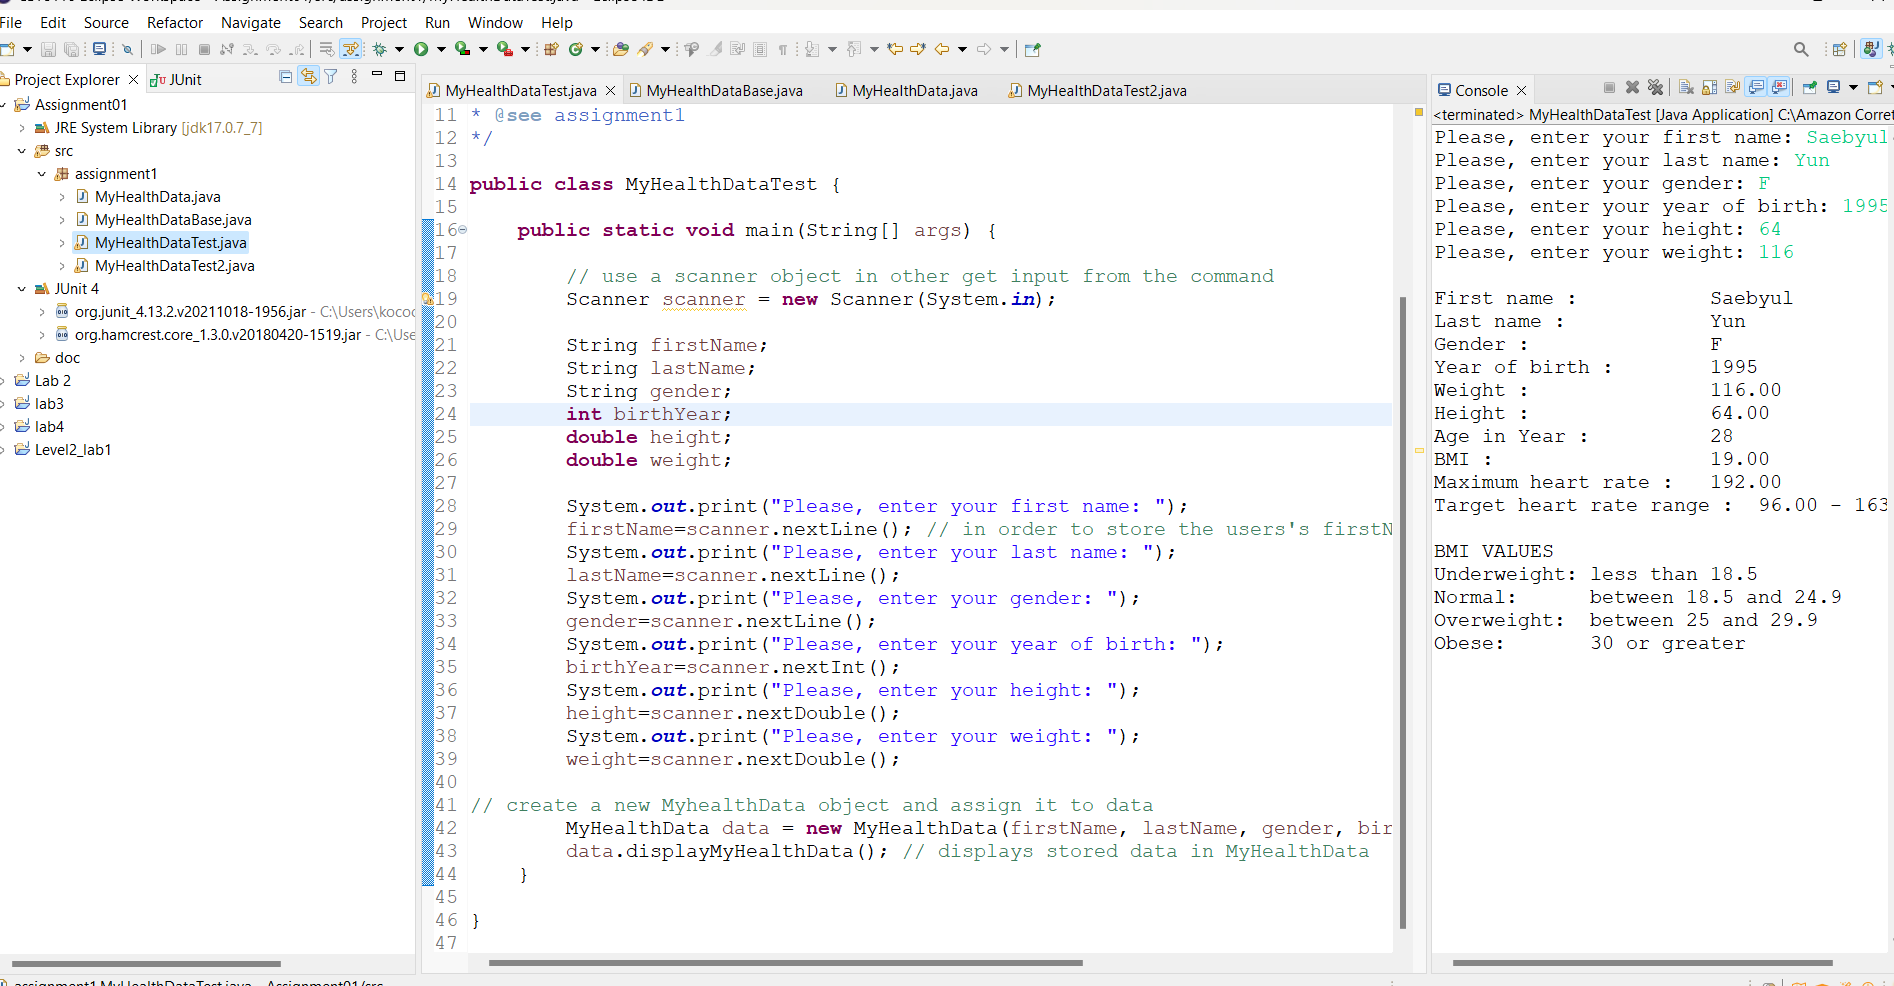 File Edit Source Refactor Navigate Search Project Run Window Help
Project Explorer JUnit
Assignment01
JRE System Library [jdk17.0.7_7]
src
assignment1
MyHealthData.java
MyHealthDataBase.java
MyHealthDataTest.java
MyHealthDataTest2.java
JUnit 4
org.junit_4.13.2.v20211018-1956.jar - C:\Users\kococ
org.hamcrest.core_1.3.0.v20180420-1519.jar - C:\Use
doc
Lab 2
lab3
lab4
Level2_lab1
MyHealthDataTest.java MyHealthDataBase.java MyHealthData.java MyHealthDataTest2.java
11 * @see assignment1
12 */
13
14 public class MyHealthDataTest {
15
16 public static void main(String[] args) {
17
18 // use a scanner object in other get input from the command
19 Scanner scanner = new Scanner(System.in);
20
21 String firstName;
22 String lastName;
23 String gender;
24 int birthYear;
25 double height;
26 double weight;
27
28 System.out.print("Please, enter your first name: ");
29 firstName=scanner.nextLine(); // in order to store the users's firstN
30 System.out.print("Please, enter your last name: ");
31 lastName=scanner.nextLine();
32 System.out.print("Please, enter your gender: ");
33 gender=scanner.nextLine();
34 System.out.print("Please, enter your year of birth: ");
35 birthYear=scanner.nextInt();
36 System.out.print("Please, enter your height: ");
37 height=scanner.nextDouble();
38 System.out.print("Please, enter your weight: ");
39 weight=scanner.nextDouble();
40
41 // create a new MyhealthData object and assign it to data
42 MyHealthData data = new MyHealthData(firstName, lastName, gender, bir
43 data.displayMyHealthData(); // displays stored data in MyHealthData
44 }
45
46 }
47
Console
<terminated> MyHealthDataTest [Java Application] C:\Amazon Corret
Please, enter your first name: Saebyul
Please, enter your last name: Yun
Please, enter your gender: F
Please, enter your year of birth: 1995
Please, enter your height: 64
Please, enter your weight: 116
First name : Saebyul
Last name : Yun
Gender : F
Year of birth : 1995
Weight : 116.00
Height : 64.00
Age in Year : 28
BMI : 19.00
Maximum heart rate : 192.00
Target heart rate range : 96.00 - 163
BMI VALUES
Underweight: less than 18.5
Normal: between 18.5 and 24.9
Overweight: between 25 and 29.9
Obese: 30 or greater